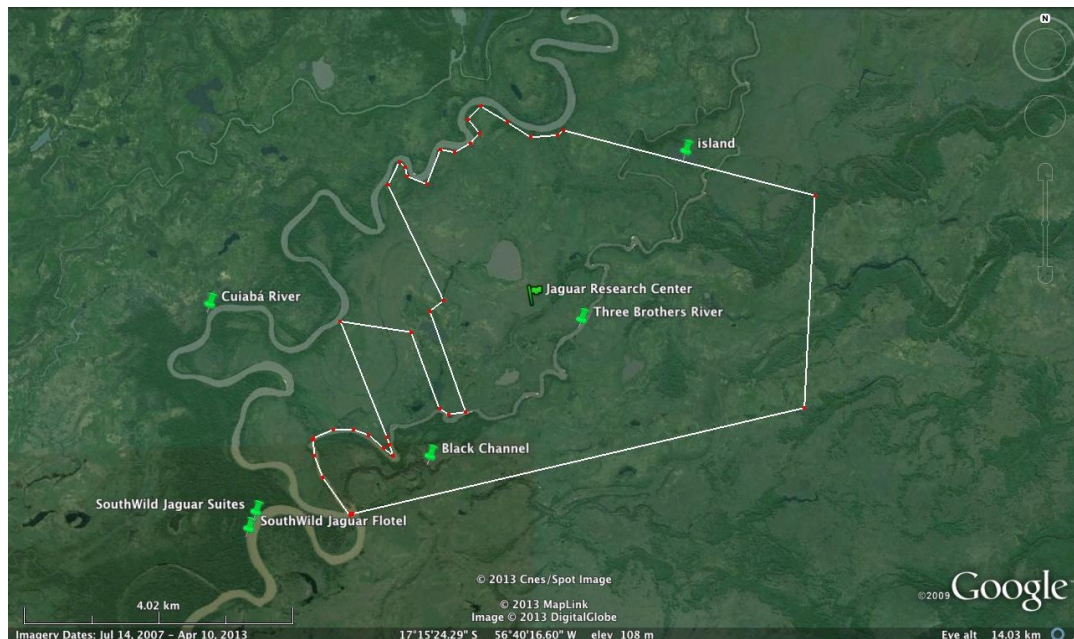 N
island
Jaguar Research Center
Cuiabá River
Three Brothers River
Black Channel
SouthWild Jaguar Suites
SouthWild Jaguar Flotel
© 2013 Cnes/Spot Image
© 2013 MapLink
Image © 2013 DigitalGlobe
©2009 Google
4.02 km
Imagery Dates: Jul 14, 2007 – Apr 10, 2013 17°15'24.29" S 56°40'16.60" W elev 108 m Eye alt 14.03 km